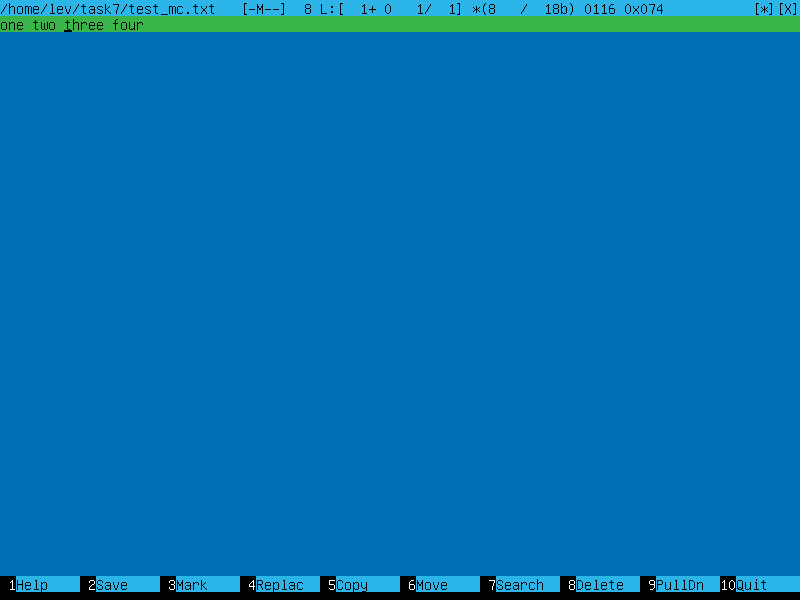 /home/lev/task7/test_mc.txt   [-M--]  8 L:[  1+ 0   1/  1] *(8   /  18b) 0116 0x074          [*][X]
one two three four
1Help 2Save 3Mark 4Replac 5Copy 6Move 7Search 8Delete 9PullDn 10Quit